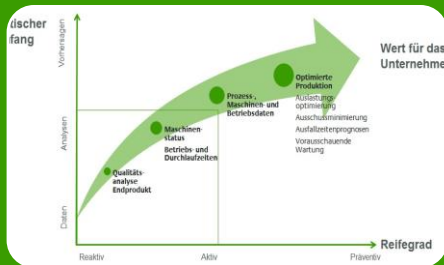 tischer
fang
Vorhersagen
Analysen
Daten
Wert für das
Unternehme
Optimierte
Produktion
Auslastungs-
optimierung
Ausschussminimierung
Ausfallzeitenprognosen
Vorausschauende
Wartung
Prozess-,
Maschinen- und
Betriebsdaten
Maschinen-
status
Betriebs- und
Durchlaufzeiten
Qualitäts-
analyse
Endprodukt
Reaktiv
Aktiv
Präventiv
Reifegrad